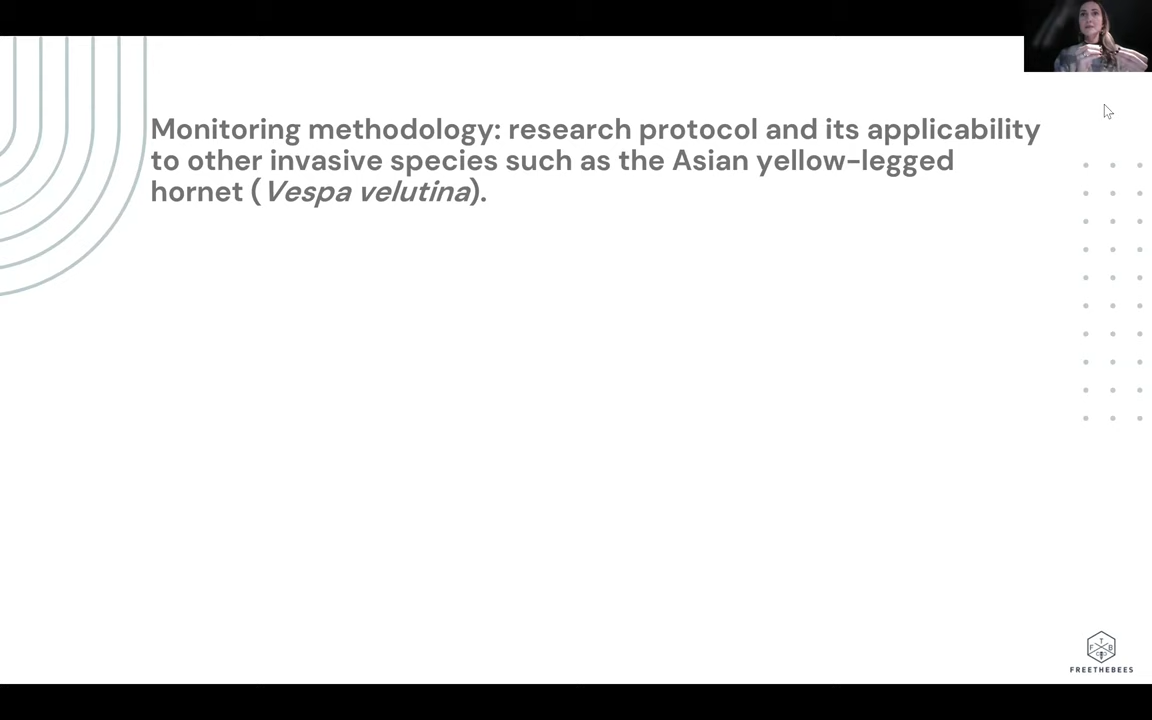 Monitoring methodology: research protocol and its applicability
to other invasive species such as the Asian yellow-legged
hornet (Vespa velutina).
T
F B
FREETHEBEES